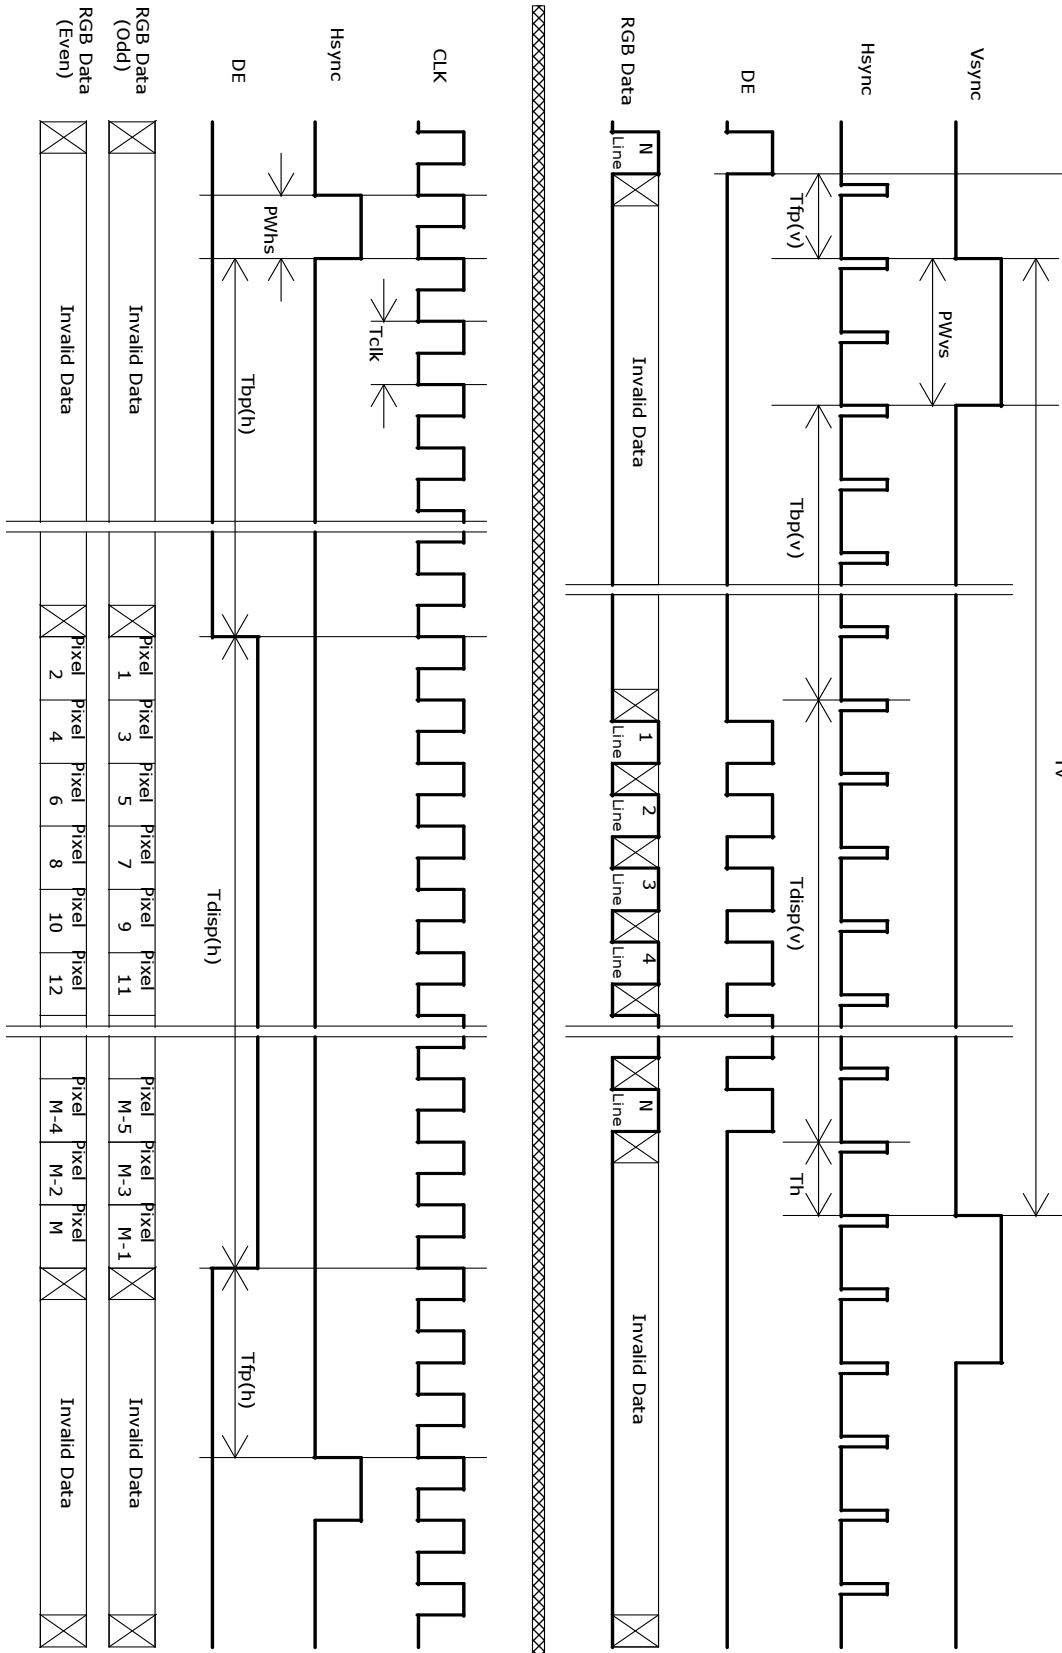 Vsync
Hsync
DE
RGB Data
Tv
PWvs
Tfp(v)
Tbp(v)
Tdisp(v)
Th
N
Line
Invalid Data
1
Line
2
Line
3
Line
4
Line
N
Line
Invalid Data
CLK
Hsync
DE
RGB Data
(Odd)
RGB Data
(Even)
Tclk
PWhs
Tbp(h)
Tdisp(h)
Tfp(h)
Invalid Data
Pixel
1
Pixel
3
Pixel
5
Pixel
7
Pixel
9
Pixel
11
Pixel
M-5
Pixel
M-3
Pixel
M-1
Invalid Data
Invalid Data
Pixel
2
Pixel
4
Pixel
6
Pixel
8
Pixel
10
Pixel
12
Pixel
M-4
Pixel
M-2
Pixel
M
Invalid Data